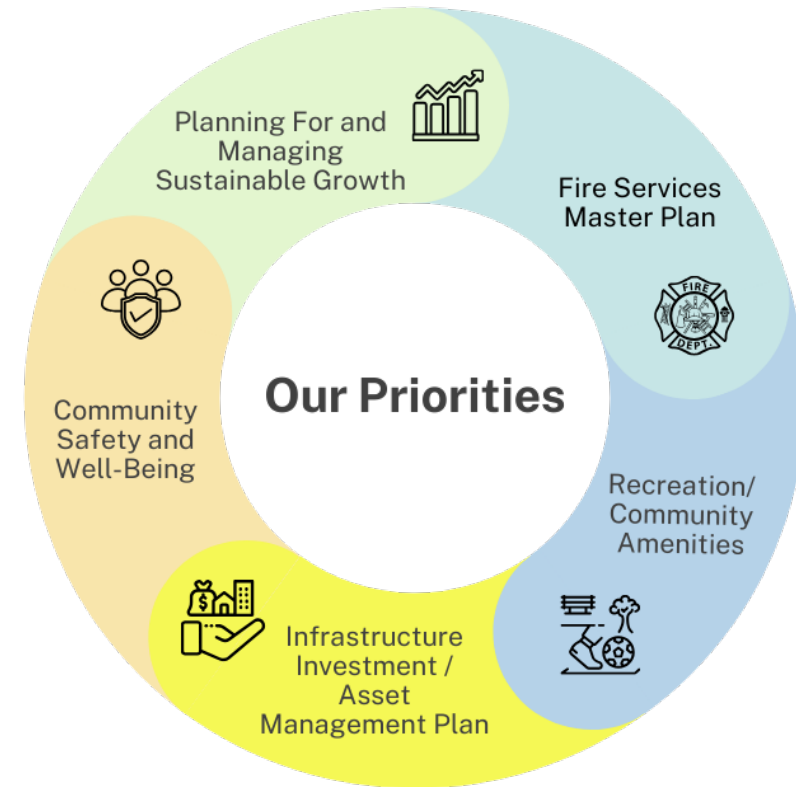 Planning For and
Managing
Sustainable Growth
Fire Services
Master Plan
FIRE
DEPT.
Our Priorities
Community
Safety and
Well-Being
Recreation/
Community
Amenities
$
Infrastructure
Investment /
Asset
Management Plan